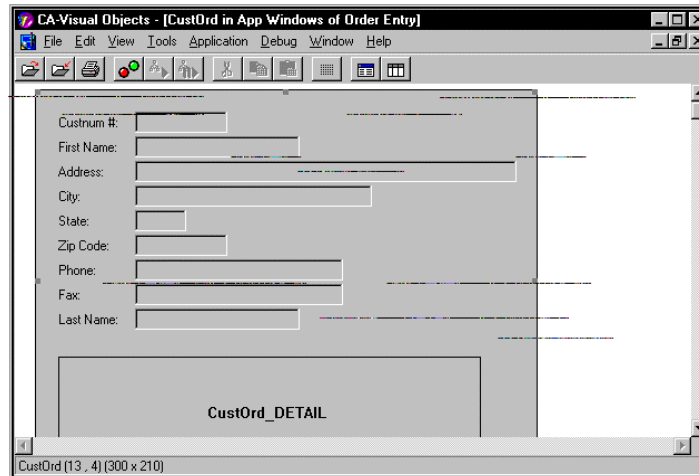 CA-Visual Objects - [CustOrd in App Windows of Order Entry]
File Edit View Tools Application Debug Window Help
Custnum #:
First Name:
Address:
City:
State:
Zip Code:
Phone:
Fax:
Last Name:
CustOrd_DETAIL
CustOrd (13 , 4) (300 x 210)